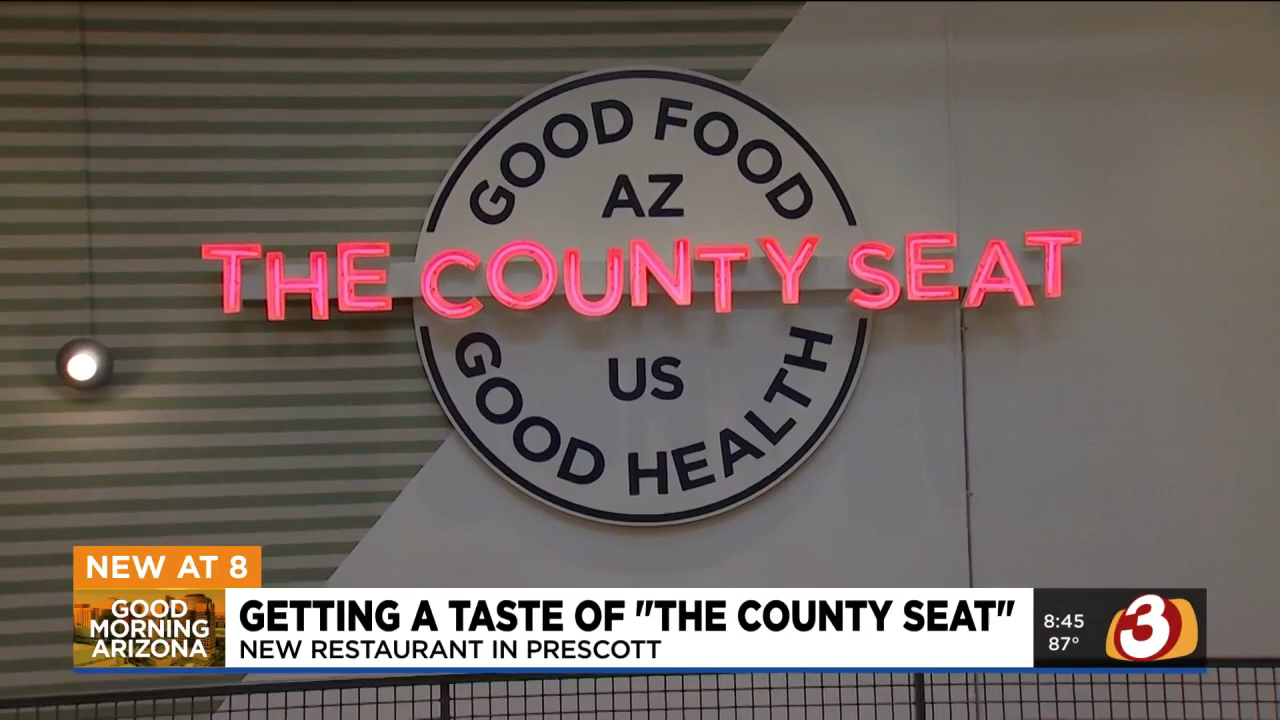 GOOD FOOD
AZ
THE COUNTY SEAT
US
GOOD HEALTH
NEW AT 8
GOOD
MORNING
ARIZONA
GETTING A TASTE OF "THE COUNTY SEAT"
NEW RESTAURANT IN PRESCOTT
8:45
87°
3